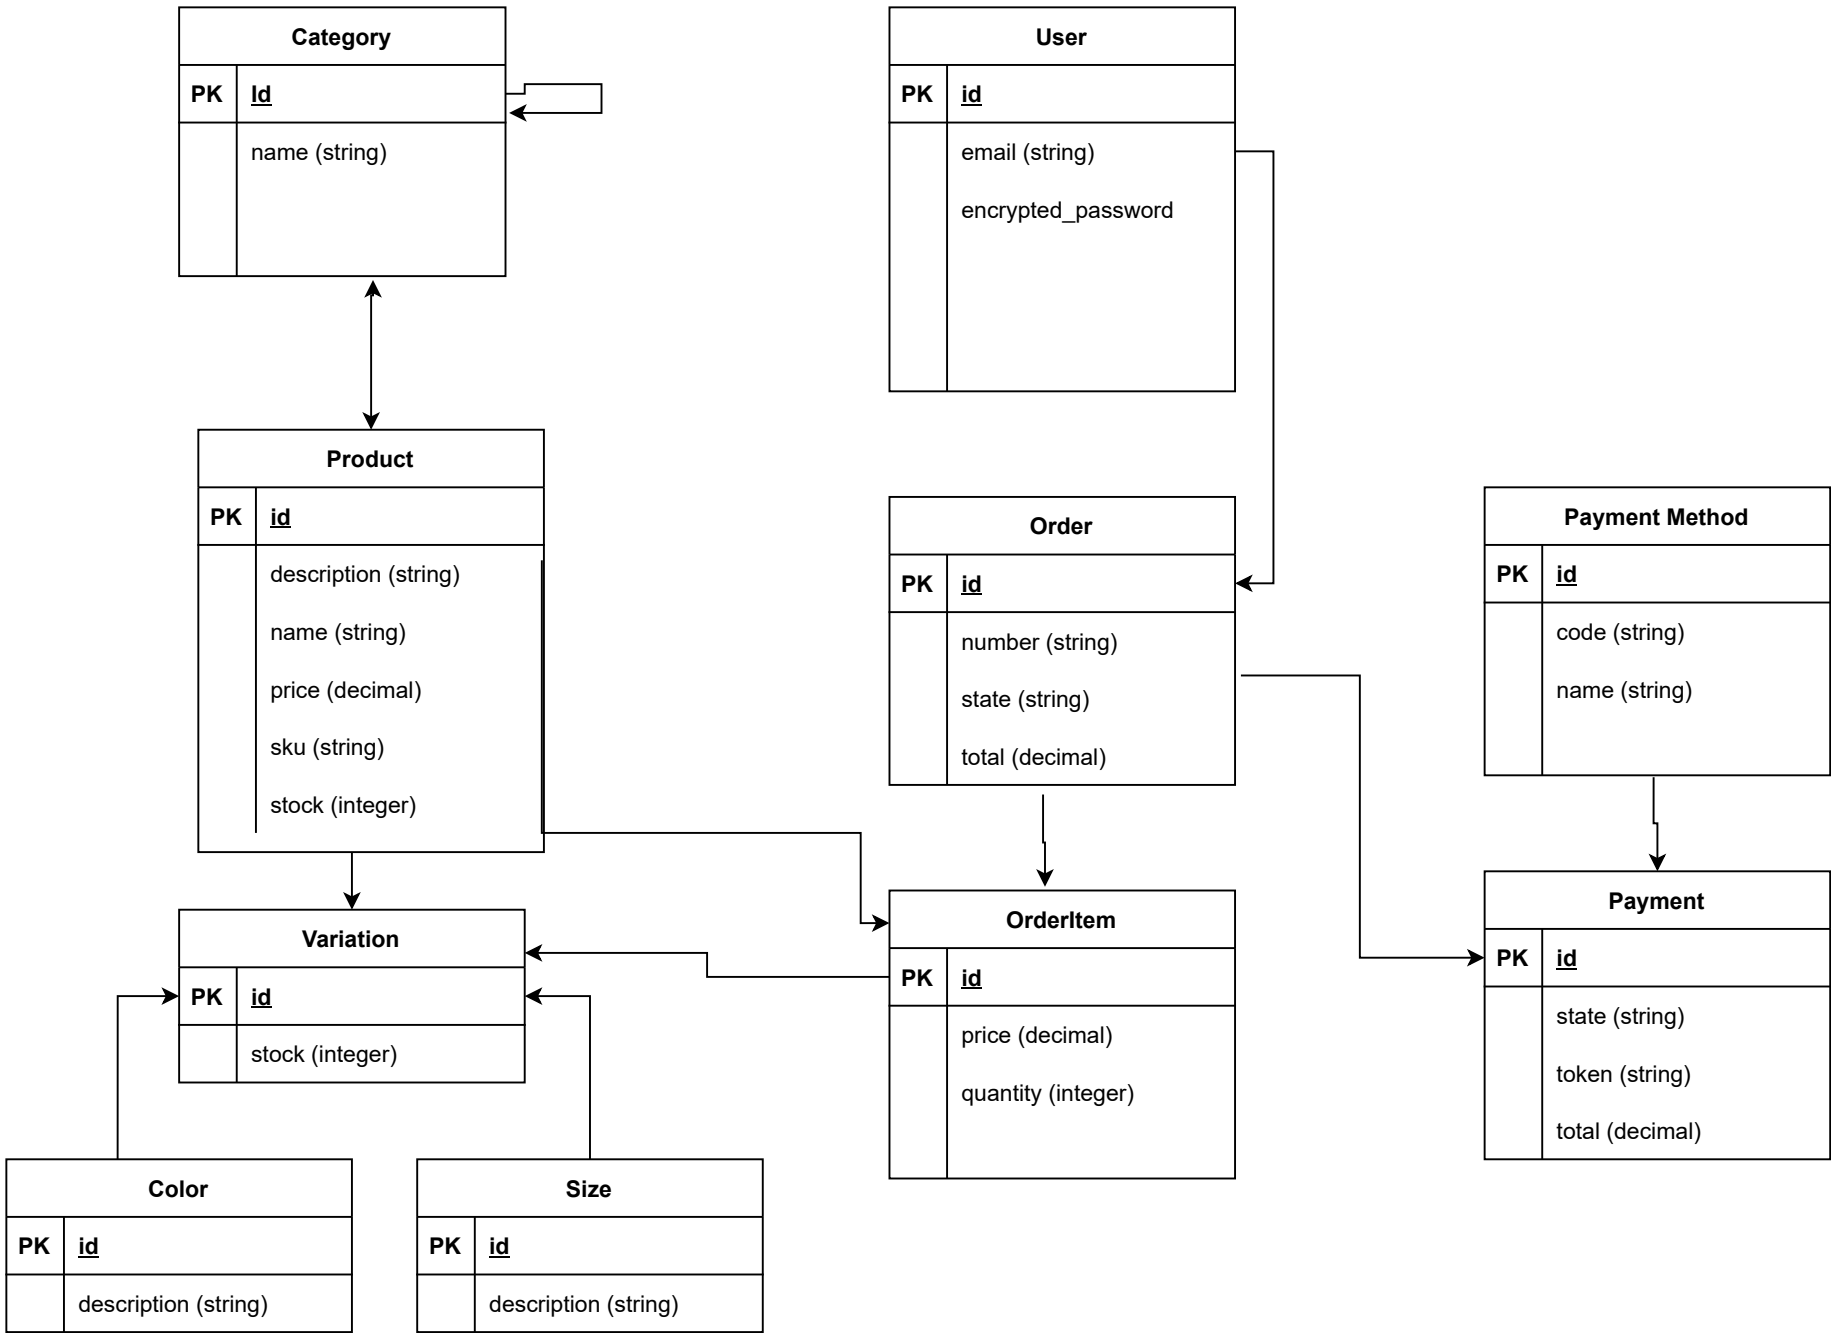 Category
PK Id
name (string)
User
PK id
email (string)
encrypted_password
Product
PK id
description (string)
name (string)
price (decimal)
sku (string)
stock (integer)
Order
PK id
number (string)
state (string)
total (decimal)
Payment Method
PK id
code (string)
name (string)
Variation
PK id
stock (integer)
OrderItem
PK id
price (decimal)
quantity (integer)
Payment
PK id
state (string)
token (string)
total (decimal)
Color
PK id
description (string)
Size
PK id
description (string)